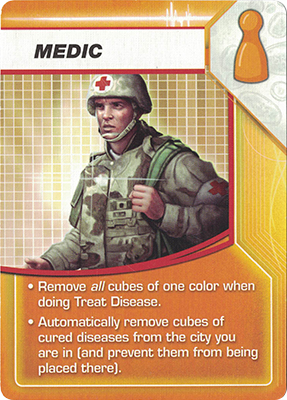 MEDIC
• Remove all cubes of one color when
doing Treat Disease.
• Automatically remove cubes of
cured diseases from the city you
are in (and prevent them from being
placed there).